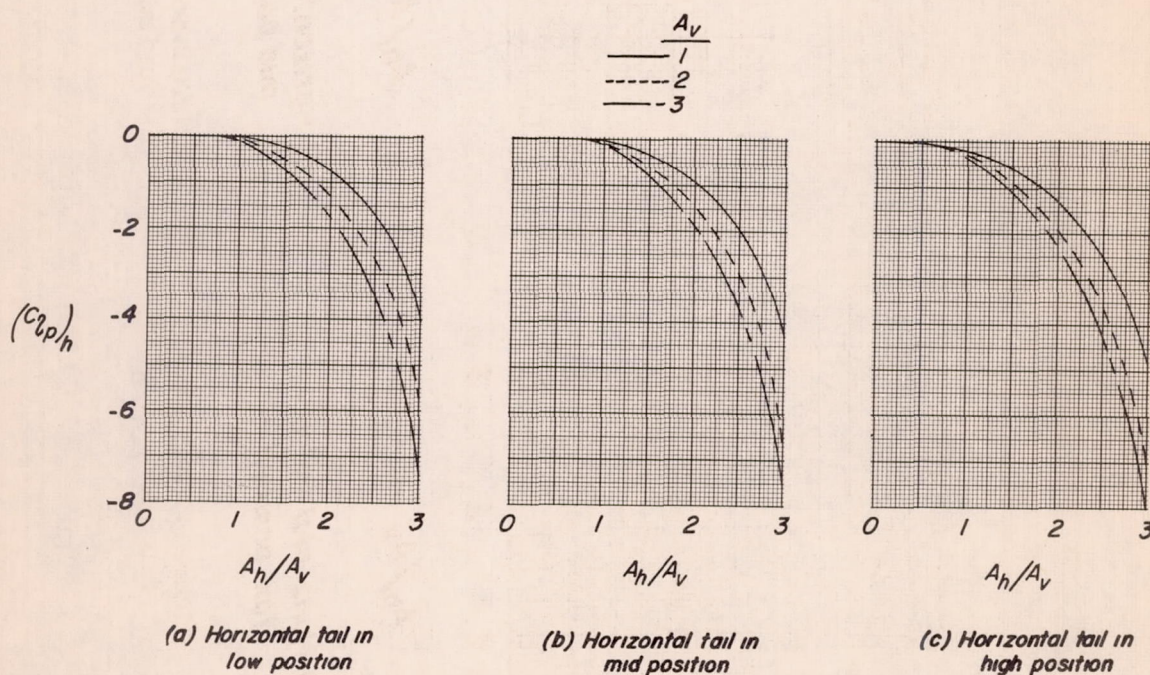 A_v
1
2
3
0
-2
-4
-6
-8
(C_lp)_h
0 1 2 3
0 1 2 3
0 1 2 3
A_h/A_v
A_h/A_v
A_h/A_v
(a) Horizontal tail in
low position
(b) Horizontal tail in
mid position
(c) Horizontal tail in
high position